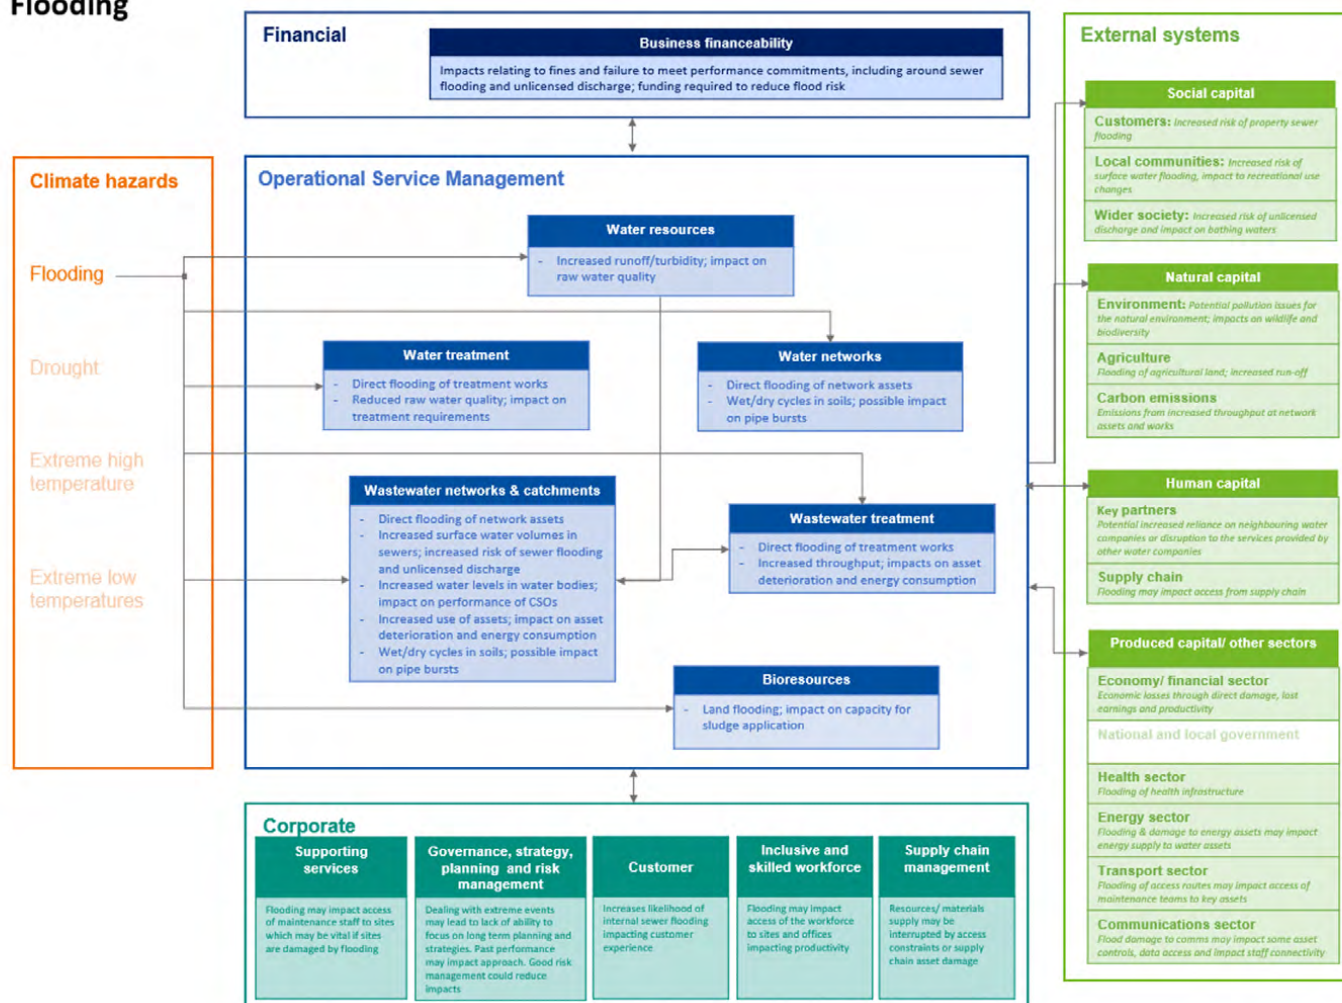 Flooding
Financial
Business financeability
Impacts relating to fines and failure to meet performance commitments, including around sewer
flooding and unlicensed discharge; funding required to reduce flood risk
Climate hazards
Flooding
Drought
Extreme high
temperature
Extreme low
temperatures
Operational Service Management
Water resources
- Increased runoff/turbidity; impact on
raw water quality
Water treatment
- Direct flooding of treatment works
- Reduced raw water quality; impact on
treatment requirements
Water networks
- Direct flooding of network assets
- Wet/dry cycles in soils; possible impact
on pipe bursts
Wastewater networks & catchments
- Direct flooding of network assets
- Increased surface water volumes in
sewers; increased risk of sewer flooding
and unlicensed discharge
- Increased water levels in water bodies;
impact on performance of CSOs
- Increased use of assets; impact on asset
deterioration and energy consumption
- Wet/dry cycles in soils; possible impact
on pipe bursts
Wastewater treatment
- Direct flooding of treatment works
- Increased throughput; impacts on asset
deterioration and energy consumption
Bioresources
- Land flooding; impact on capacity for
sludge application
Corporate
Supporting
services
Flooding may impact access
of maintenance staff to sites
which may be vital if sites
are damaged by flooding
Governance, strategy,
planning and risk
management
Dealing with extreme events
may lead to lack of ability to
focus on long term planning and
strategies. Past performance
may impact approach. Good risk
management could reduce
impacts
Customer
Increases likelihood of
internal sewer flooding
impacting customer
experience
Inclusive and
skilled workforce
Flooding may impact
access of the workforce
to sites and offices
impacting productivity
Supply chain
management
Resources/ materials
supply may be
interrupted by access
constraints or supply
chain asset damage
External systems
Social capital
Customers: Increased risk of property sewer
flooding
Local communities: Increased risk of
surface water flooding, impact to recreational use
changes
Wider society: Increased risk of unlicensed
discharge and impact on bathing waters
Natural capital
Environment: Potential pollution issues for
the natural environment; impacts on wildlife and
biodiversity
Agriculture
Flooding of agricultural land; increased run-off
Carbon emissions
Emissions from increased throughput at network
assets and works
Human capital
Key partners
Potential increased reliance on neighbouring water
companies or disruption to the services provided by
other water companies
Supply chain
Flooding may impact access from supply chain
Produced capital/ other sectors
Economy/ financial sector
Economic losses through direct damage, lost
earnings and productivity
National and local government
Health sector
Flooding of health infrastructure
Energy sector
Flooding & damage to energy assets may impact
energy supply to water assets
Transport sector
Flooding of access routes may impact access of
maintenance teams to key assets
Communications sector
Flood damage to comms may impact some asset
controls, data access and impact staff connectivity